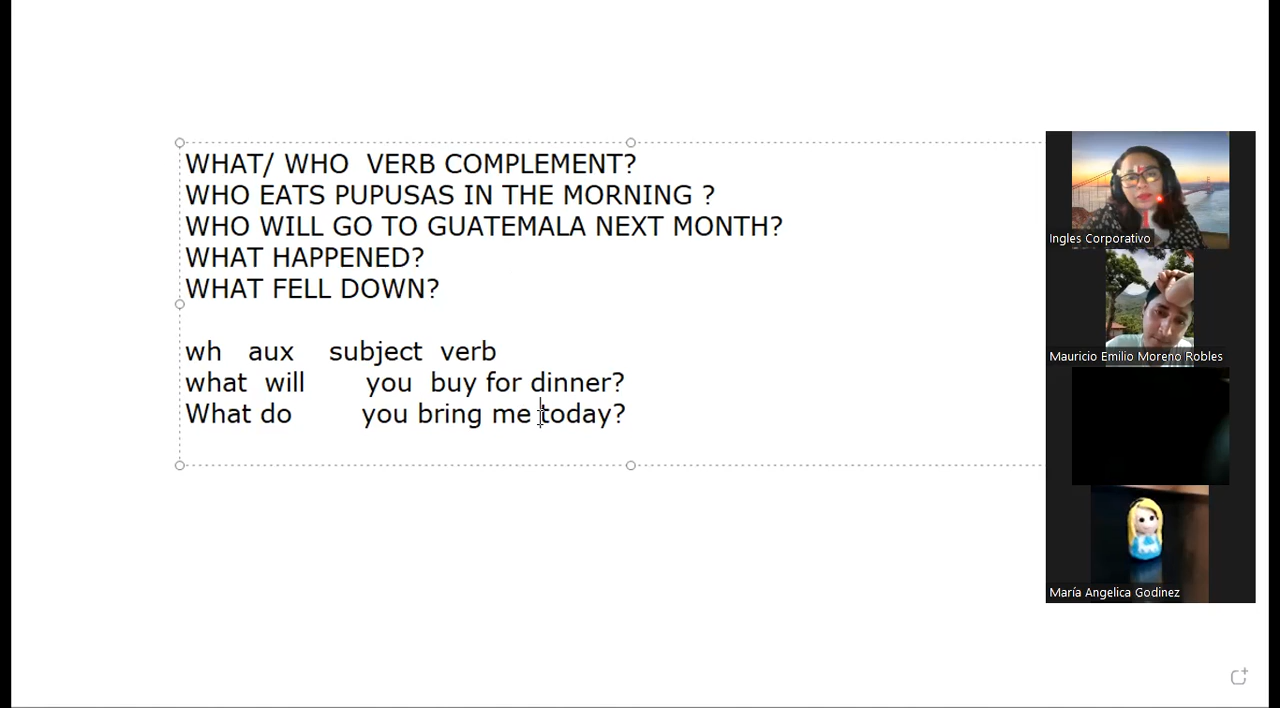 WHAT/ WHO VERB COMPLEMENT?
WHO EATS PUPUSAS IN THE MORNING ?
WHO WILL GO TO GUATEMALA NEXT MONTH?
WHAT HAPPENED?
WHAT FELL DOWN?
wh aux subject verb
what will you buy for dinner?
What do you bring me today?
Ingles Corporativo
Mauricio Emilio Moreno Robles
María Angelica Godinez